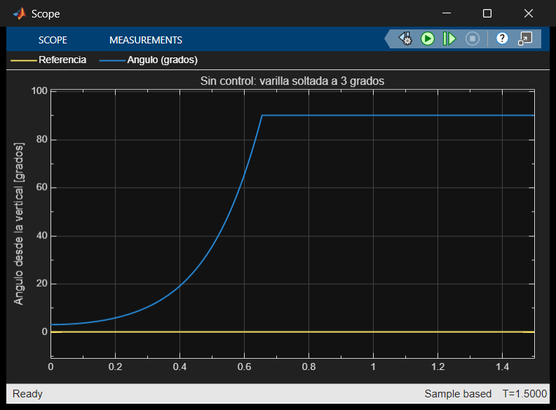 Scope
SCOPE MEASUREMENTS
Referencia Angulo (grados)
Sin control: varilla soltada a 3 grados
Angulo desde la vertical [grados]
100
80
60
40
20
0
0 0.2 0.4 0.6 0.8 1 1.2 1.4
Ready Sample based T=1.5000